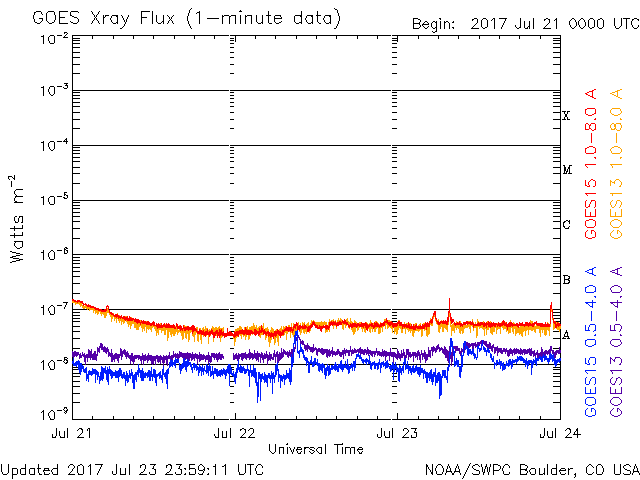 GOES Xray Flux (1-minute data)
Begin: 2017 Jul 21 0000 UTC
10⁻²
10⁻³
10⁻⁴
10⁻⁵
10⁻⁶
10⁻⁷
10⁻⁸
10⁻⁹
Watts m⁻²
X
M
C
B
A
GOES15 1.0-8.0 A
GOES13 1.0-8.0 A
GOES15 0.5-4.0 A
GOES13 0.5-4.0 A
Jul 21
Jul 22
Jul 23
Jul 24
Universal Time
Updated 2017 Jul 23 23:59:11 UTC
NOAA/SWPC Boulder, CO USA